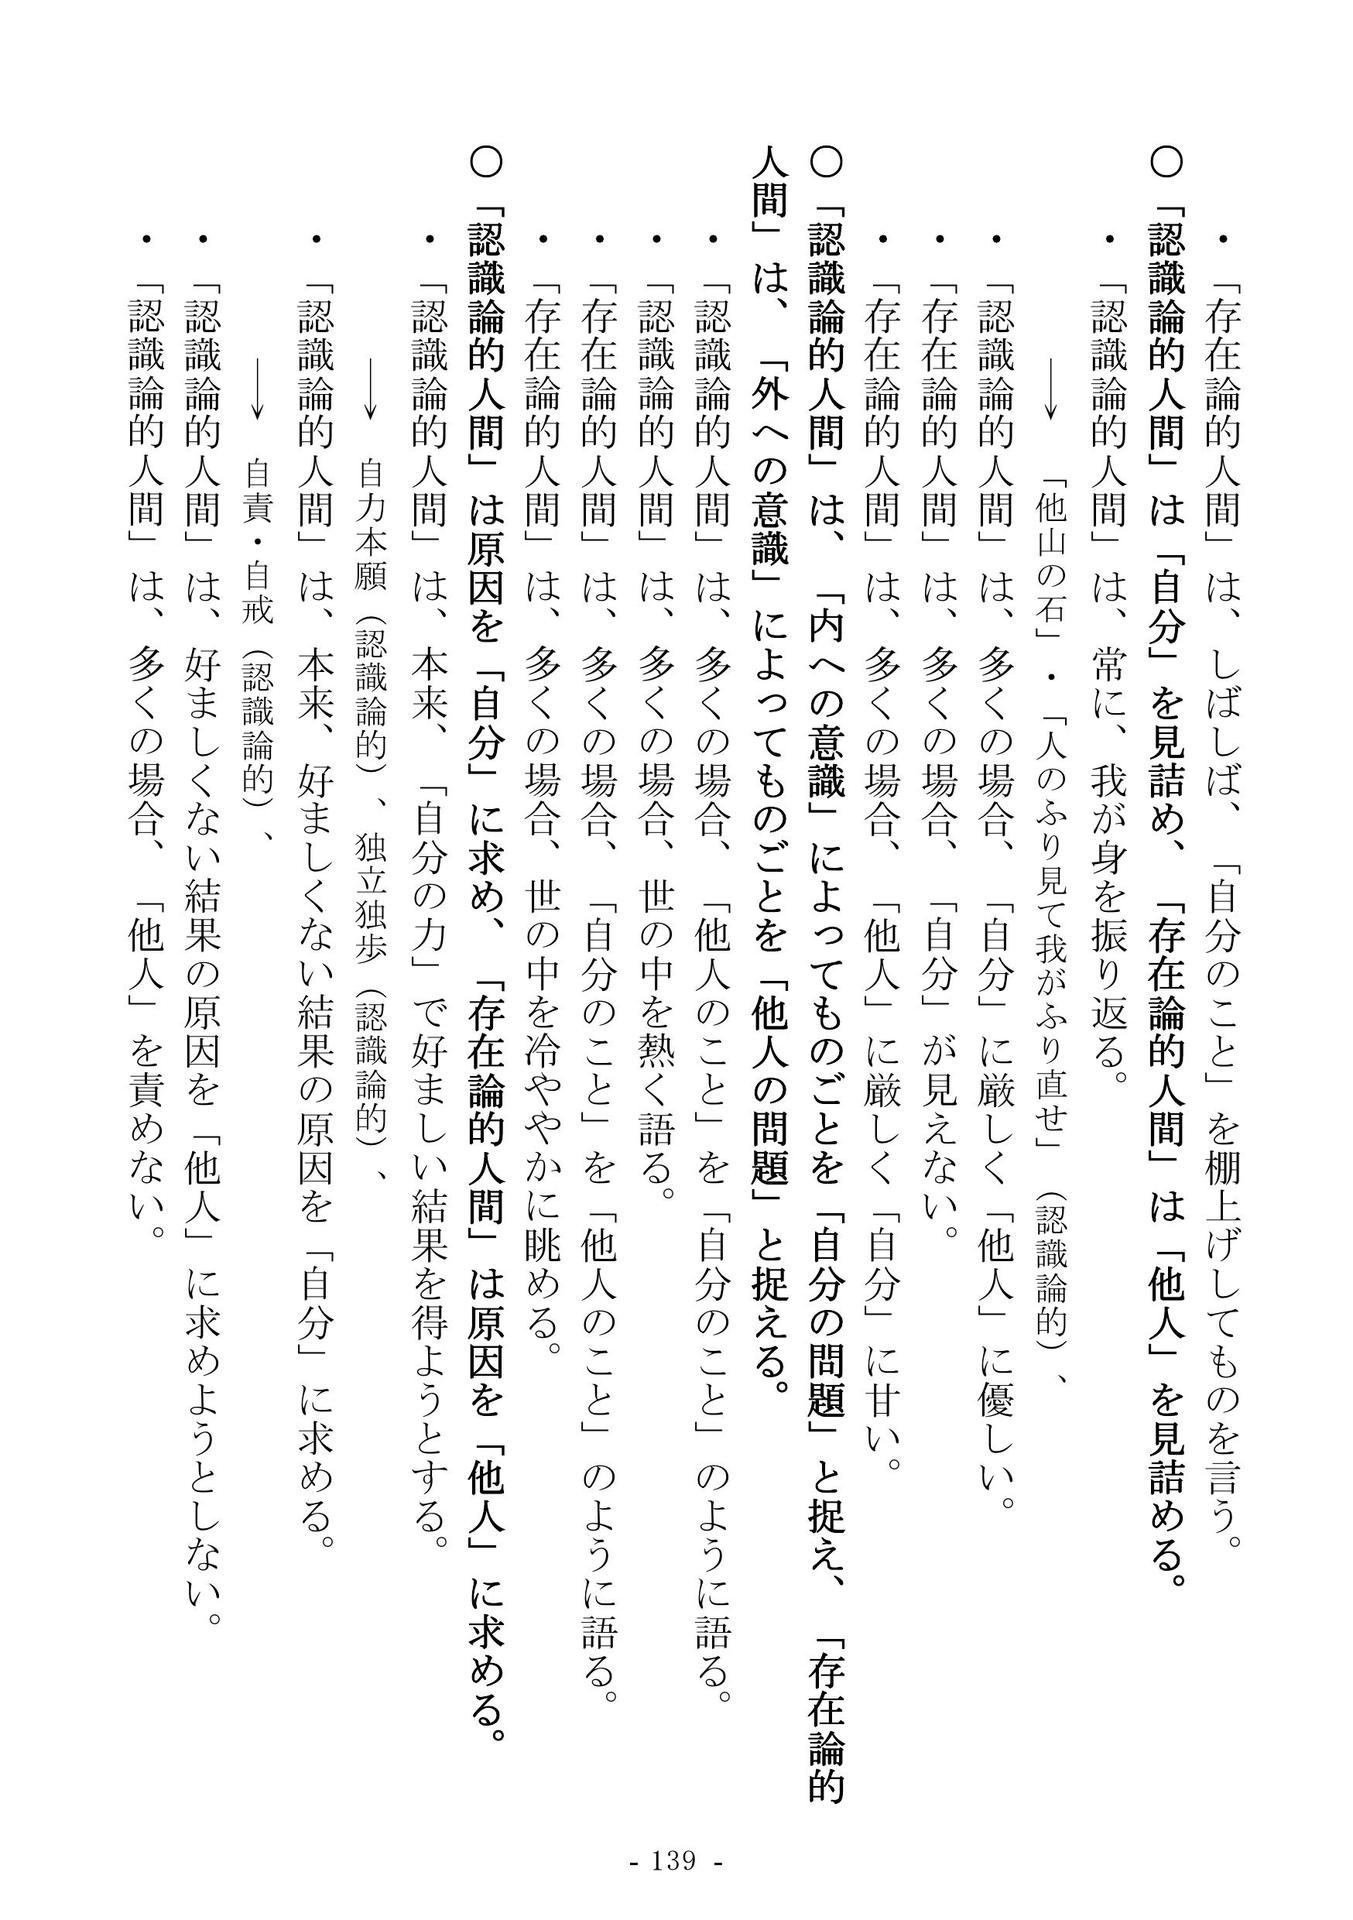 ・「存在論的人間」は、しばしば、「自分のこと」を棚上げしてものを言う。
〇「認識論的人間」は「自分」を見詰め、「存在論的人間」は「他人」を見詰める。
・「認識論的人間」は、常に、我が身を振り返る。
→「他山の石」・「人のふり見て我がふり直せ」（認識論的）、
・「認識論的人間」は、多くの場合、「自分」に厳しく「他人」に優しい。
・「存在論的人間」は、多くの場合、「自分」が見えない。
・「存在論的人間」は、多くの場合、「他人」に厳しく「自分」に甘い。
〇「認識論的人間」は、「内への意識」によってものごとを「自分の問題」と捉え、「存在論的
人間」は、「外への意識」によってものごとを「他人の問題」と捉える。
・「認識論的人間」は、多くの場合、「他人のこと」を「自分のこと」のように語る。
・「認識論的人間」は、多くの場合、世の中を熱く語る。
・「存在論的人間」は、多くの場合、「自分のこと」を「他人のこと」のように語る。
・「存在論的人間」は、多くの場合、世の中を冷ややかに眺める。
〇「認識論的人間」は原因を「自分」に求め、「存在論的人間」は原因を「他人」に求める。
・「認識論的人間」は、本来、「自分の力」で好ましい結果を得ようとする。
→自力本願（認識論的）、独立独歩（認識論的）、
・「認識論的人間」は、本来、好ましくない結果の原因を「自分」に求める。
→自責・自戒（認識論的）、
・「認識論的人間」は、好ましくない結果の原因を「他人」に求めようとしない。
・「認識論的人間」は、多くの場合、「他人」を責めない。
- 139 -